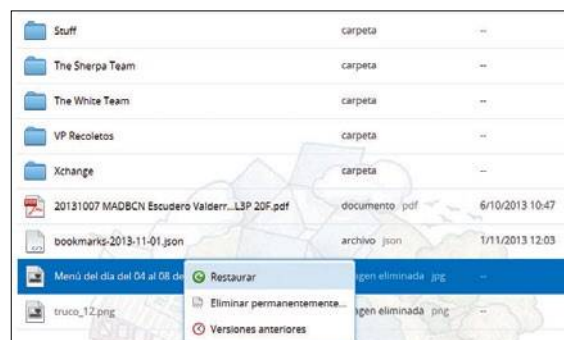 Stuff carpeta --
The Sherpa Team carpeta --
The White Team carpeta --
VP Recoletos carpeta --
Xchange carpeta --
20131007 MADBCN Escudero Valderr...L3P 20F.pdf documento pdf 6/10/2013 10:47
bookmarks-2013-11-01.json archivo json 1/11/2013 12:03
Menú del día del 04 al 08 de Restaurar agen eliminada jpg --
Eliminar permanentemente...
truco_12.png agen eliminada png --
Versiones anteriores